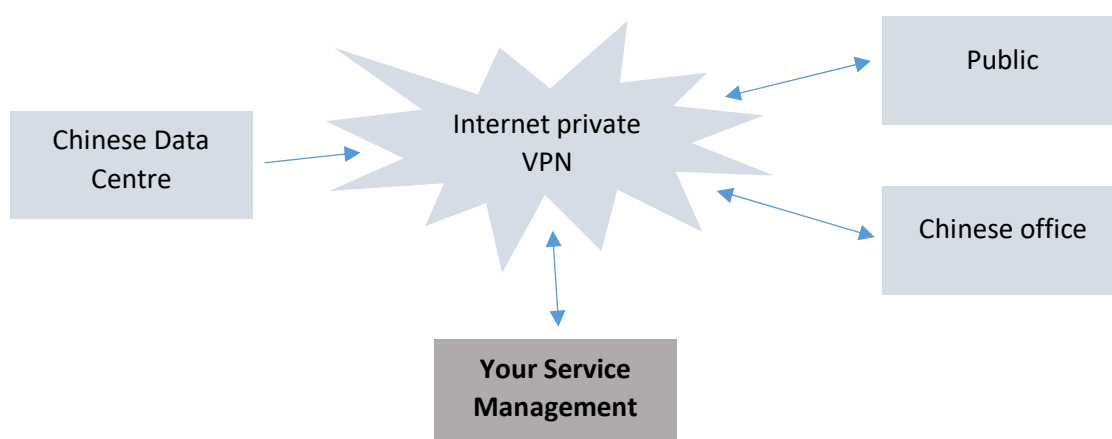 Public
Internet private
VPN
Chinese Data
Centre
Chinese office
Your Service
Management